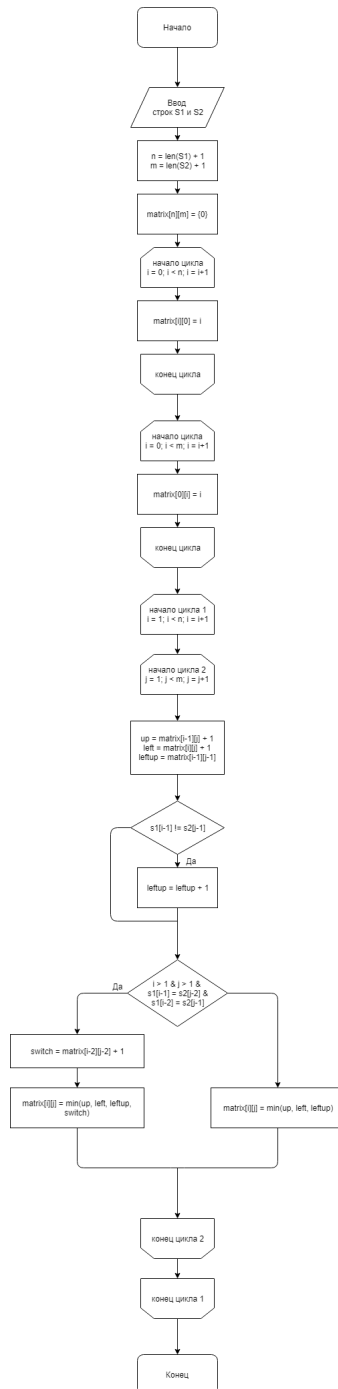 Начало
Ввод
строк S1 и S2
n = len(S1) + 1
m = len(S2) + 1
matrix[n][m] = {0}
начало цикла
i = 0; i < n; i = i+1
matrix[i][0] = i
конец цикла
начало цикла
i = 0; i < m; i = i+1
matrix[0][i] = i
конец цикла
начало цикла 1
i = 1; i < n; i = i+1
начало цикла 2
j = 1; j < m; j = j+1
up = matrix[i-1][j] + 1
left = matrix[i][j] + 1
leftup = matrix[i-1][j-1]
s1[i-1] != s2[j-1]
Да
leftup = leftup + 1
i > 1 & j > 1 &
s1[i-1] = s2[j-2] &
s1[i-2] = s2[j-1]
Да
switch = matrix[i-2][j-2] + 1
matrix[i][j] = min(up, left, leftup,
switch)
matrix[i][j] = min(up, left, leftup)
конец цикла 2
конец цикла 1
Конец